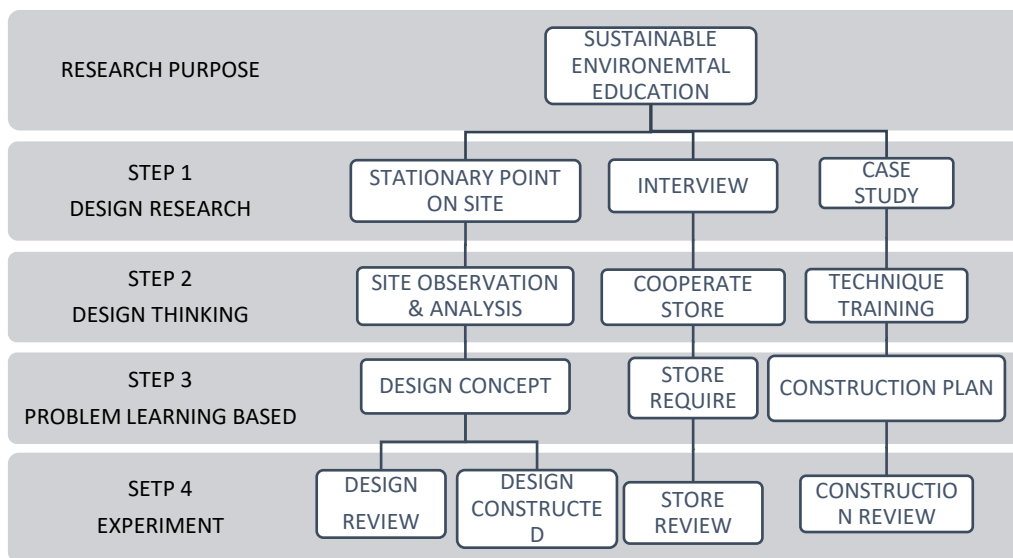 RESEARCH PURPOSE
SUSTAINABLE
ENVIRONEMTAL
EDUCATION
STEP 1
DESIGN RESEARCH
STATIONARY POINT
ON SITE
INTERVIEW
CASE
STUDY
STEP 2
DESIGN THINKING
SITE OBSERVATION
& ANALYSIS
COOPERATE
STORE
TECHNIQUE
TRAINING
STEP 3
PROBLEM LEARNING BASED
DESIGN CONCEPT
STORE
REQUIRE
CONSTRUCTION PLAN
SETP 4
EXPERIMENT
DESIGN
REVIEW
DESIGN
CONSTRUCTE
D
STORE
REVIEW
CONSTRUCTIO
N REVIEW